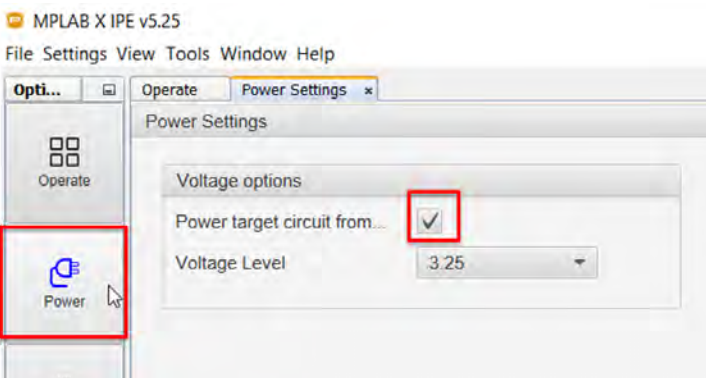 MPLAB X IPE v5.25
File Settings View Tools Window Help
Opti...
Operate
Power Settings ×
Power Settings
Operate
Voltage options
Power target circuit from...
Voltage Level 3.25
Power